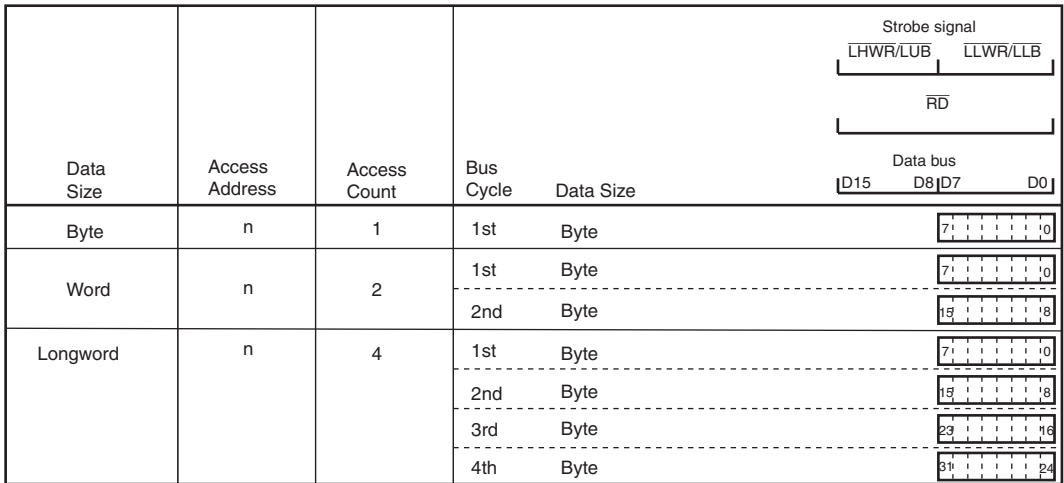 Strobe signal
LHWR/LUB LLWR/LLB
RD
Data Size
Access Address
Access Count
Bus Cycle
Data Size
Data bus
D15 D8 D7 D0
Byte n 1 1st Byte 7 0
Word n 2
1st Byte 7 0
2nd Byte 15 8
Longword n 4 1st Byte 7 0
2nd Byte 15 8
3rd Byte 23 16
4th Byte 31 24